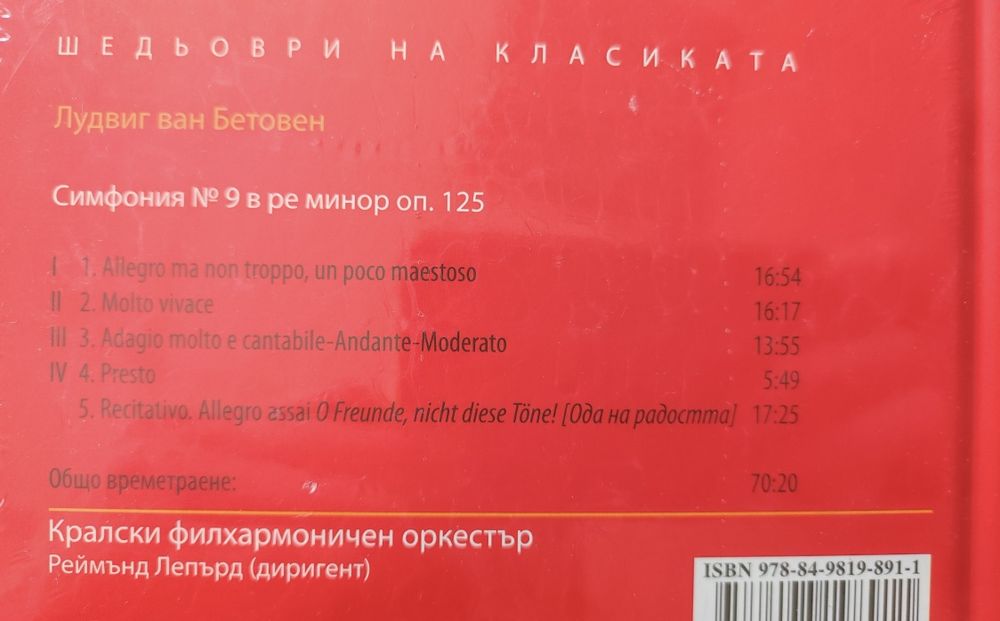 ШЕДЬОВРИ НА КЛАСИКАТА
Лудвиг ван Бетовен
Симфония № 9 в ре минор оп. 125
I 1. Allegro ma non troppo, un poco maestoso 16:54
II 2. Molto vivace 16:17
III 3. Adagio molto e cantabile-Andante-Moderato 13:55
IV 4. Presto 5:49
5. Recitativo. Allegro assai O Freunde, nicht diese Töne! [Ода на радостта] 17:25
Общо времетраене: 70:20
Кралски филхармоничен оркестър
Реймънд Лепърд (диригент)
ISBN 978-84-9819-891-1